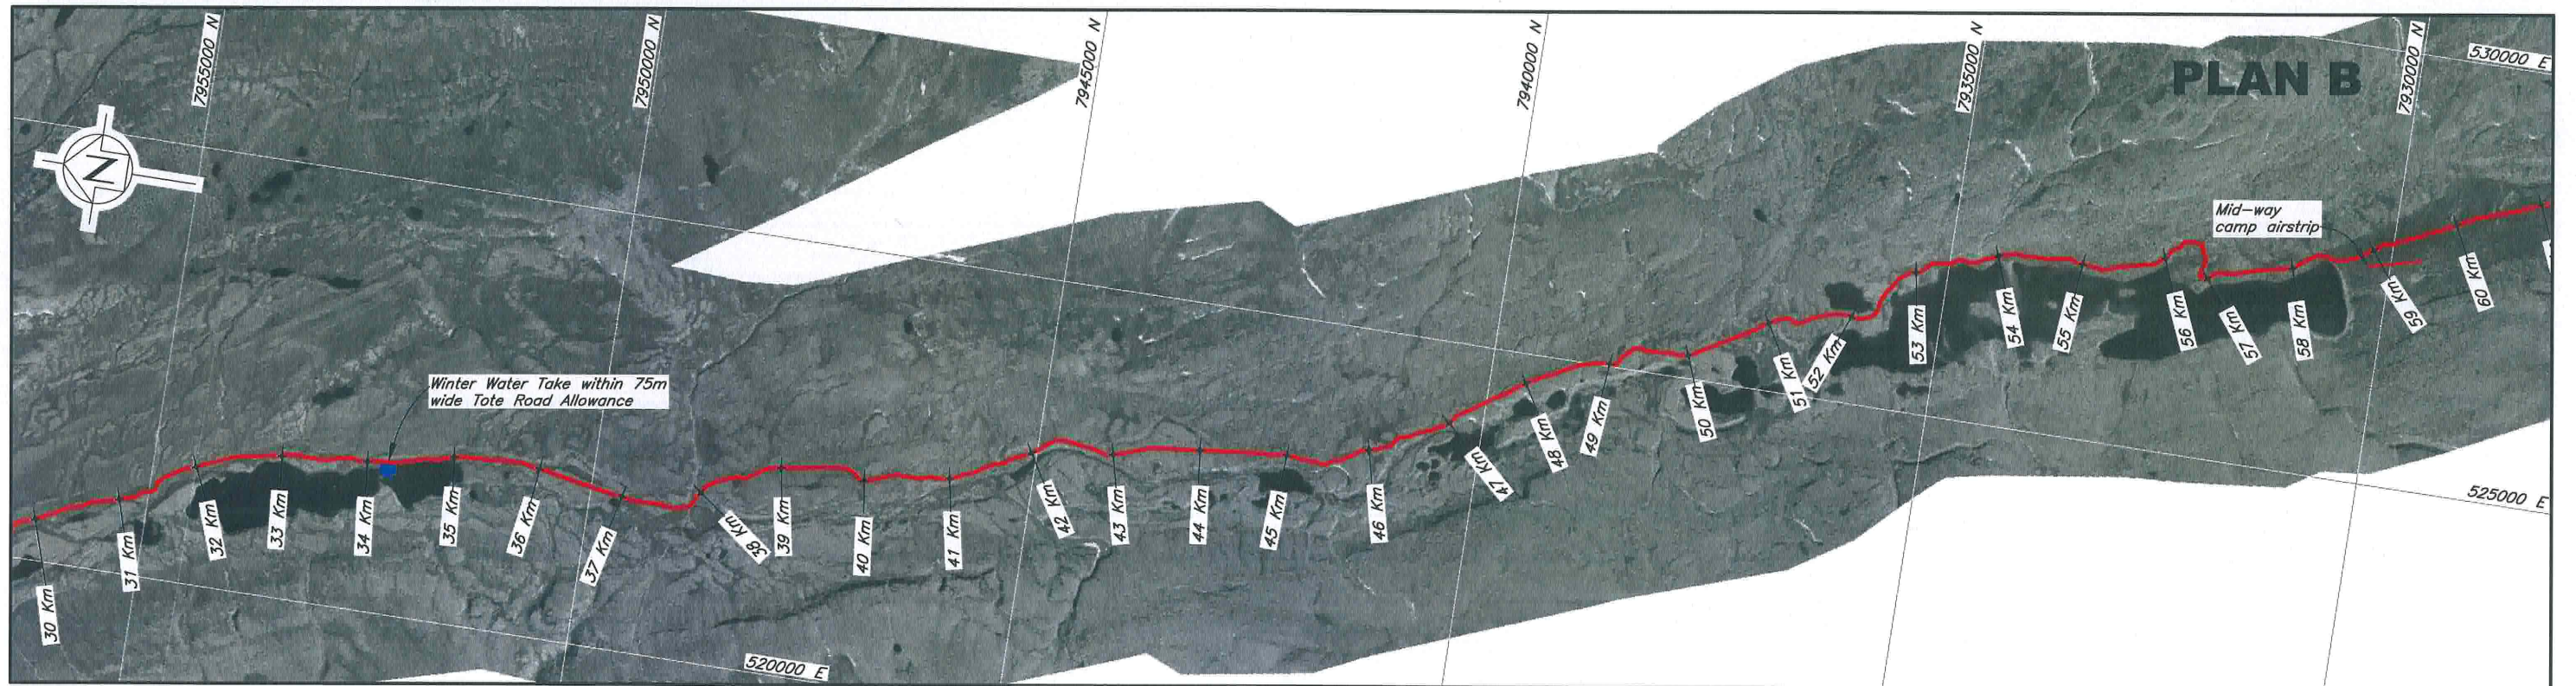 7955000 N
7950000 N
7945000 N
7940000 N
7935000 N
7930000 N
530000 E
PLAN B
N
Mid-way
camp airstrip
Winter Water Take within 75m
wide Tote Road Allowance
30 Km
31 Km
32 Km
33 Km
34 Km
35 Km
36 Km
37 Km
38 Km
39 Km
40 Km
41 Km
42 Km
43 Km
44 Km
45 Km
46 Km
47 Km
48 Km
49 Km
50 Km
51 Km
52 Km
53 Km
54 Km
55 Km
56 Km
57 Km
58 Km
59 Km
60 Km
525000 E
520000 E